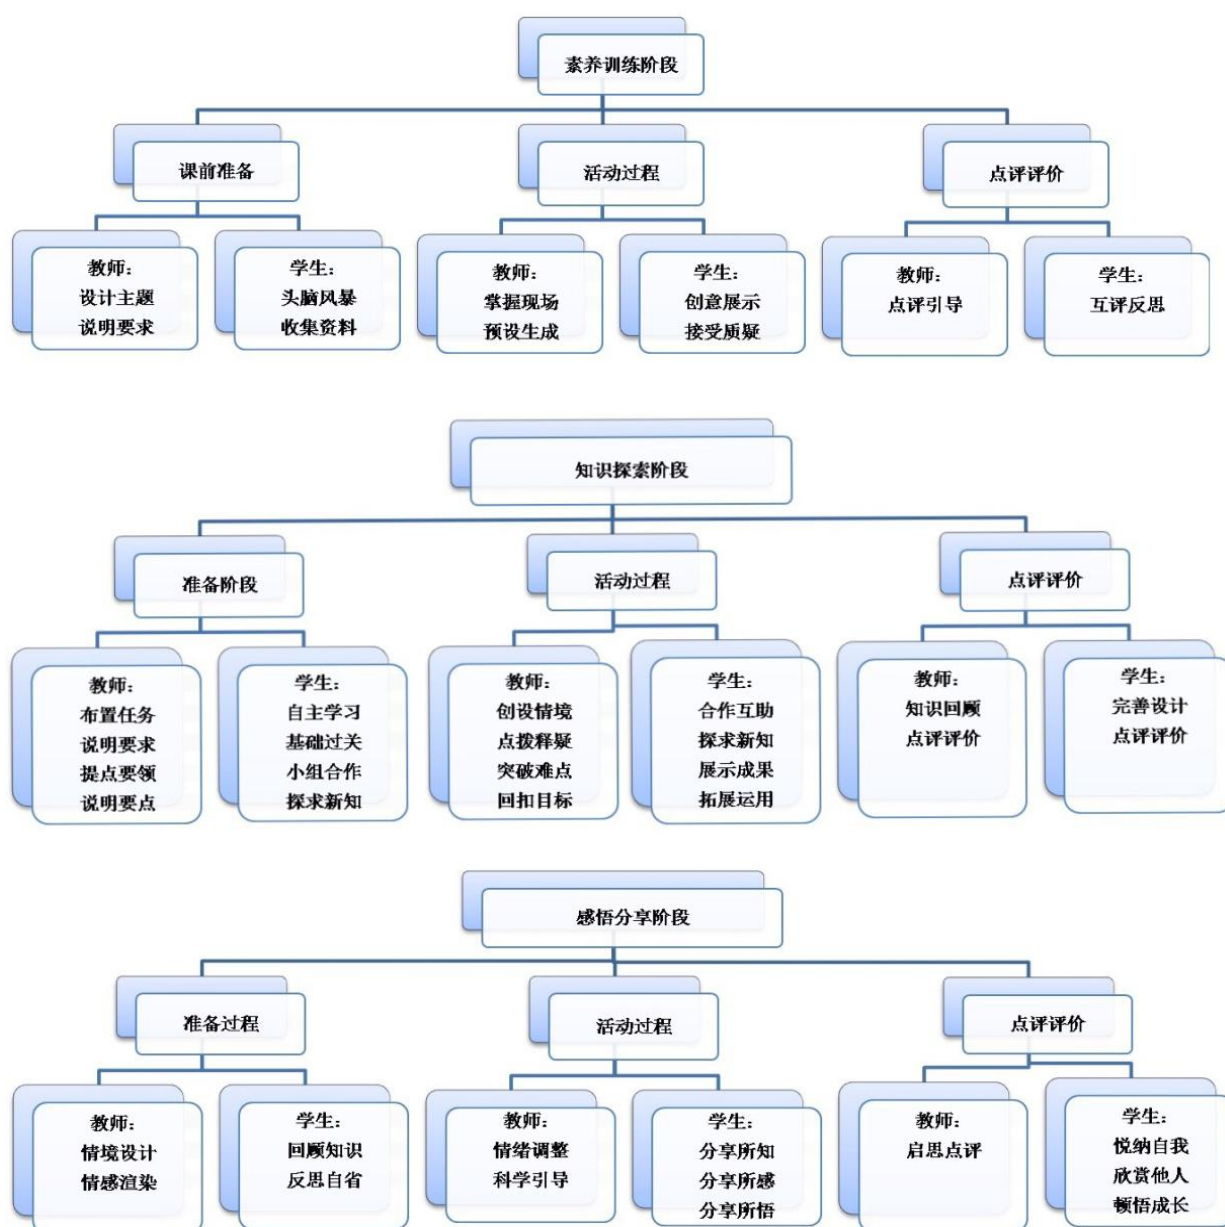 素养训练阶段
课前准备
活动过程
点评评价
教师：
设计主题
说明要求
学生：
头脑风暴
收集资料
教师：
掌握现场
预设生成
学生：
创意展示
接受质疑
教师：
点评引导
学生：
互评反思
知识探索阶段
准备阶段
活动过程
点评评价
教师：
布置任务
说明要求
提点要领
说明要点
学生：
自主学习
基础过关
小组合作
探求新知
教师：
创设情境
点拨释疑
突破难点
回扣目标
学生：
合作互助
探求新知
展示成果
拓展运用
教师：
知识回顾
点评评价
学生：
完善设计
点评评价
感悟分享阶段
准备过程
活动过程
点评评价
教师：
情境设计
情感渲染
学生：
回顾知识
反思自省
教师：
情绪调整
科学引导
学生：
分享所知
分享所感
分享所悟
教师：
启思点评
学生：
悦纳自我
欣赏他人
顿悟成长